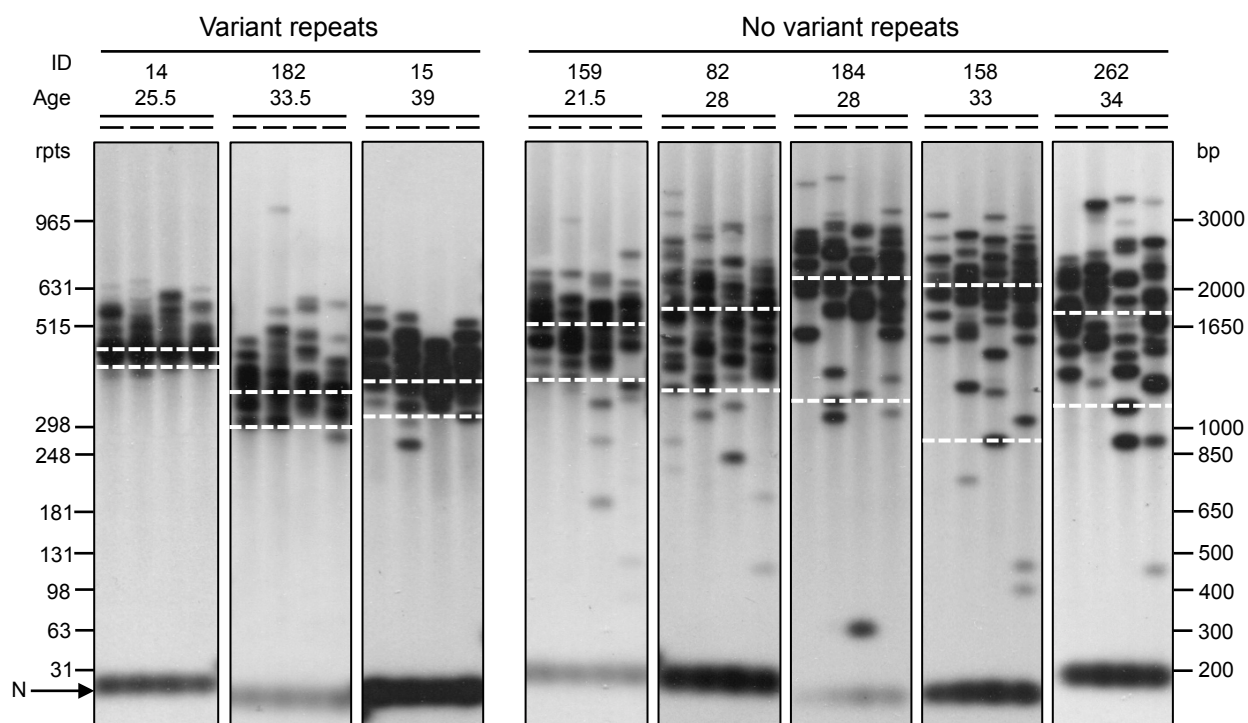 Variant repeats No variant repeats
ID 14 182 15 159 82 184 158 262
Age 25.5 33.5 39 21.5 28 28 33 34
rpts bp
965 3000
631 2000
515 1650
298 1000
248 850
181 650
131 500
98 400
63 300
31 200
N